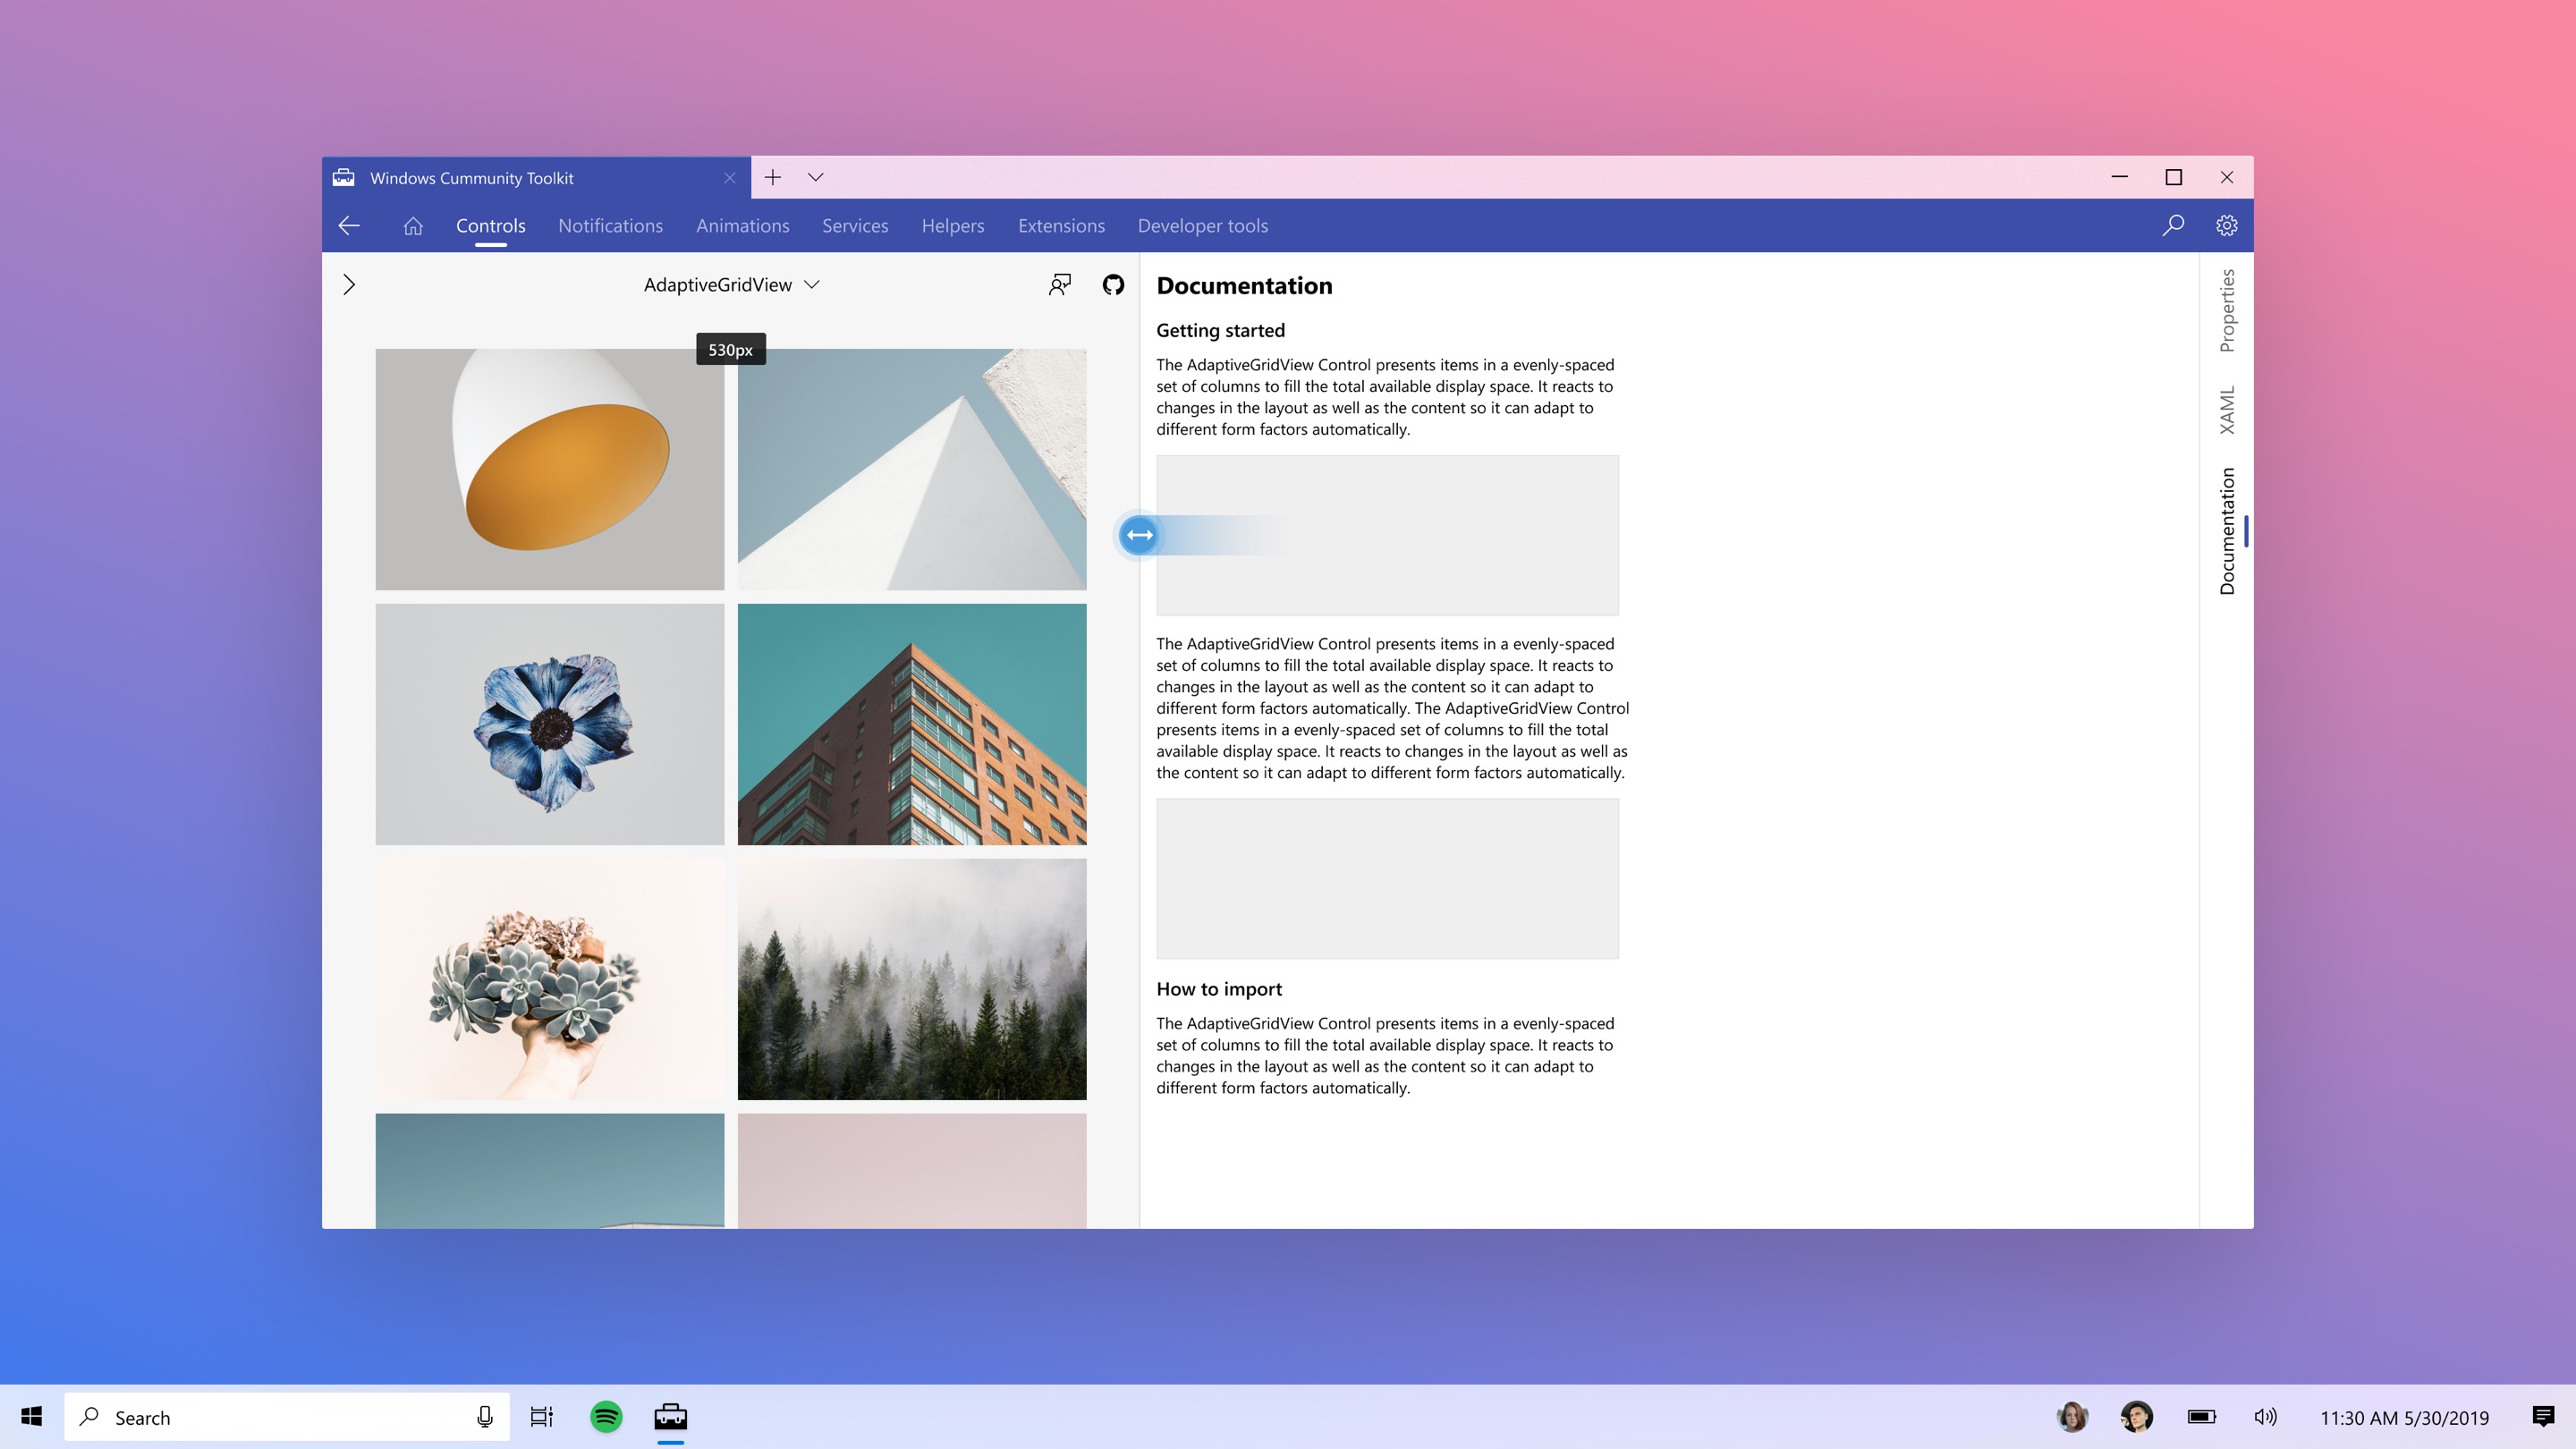 Windows Cummunity Toolkit
Controls Notifications Animations Services Helpers Extensions Developer tools
AdaptiveGridView
530px
Documentation
Getting started
The AdaptiveGridView Control presents items in a evenly-spaced
set of columns to fill the total available display space. It reacts to
changes in the layout as well as the content so it can adapt to
different form factors automatically.
The AdaptiveGridView Control presents items in a evenly-spaced
set of columns to fill the total available display space. It reacts to
changes in the layout as well as the content so it can adapt to
different form factors automatically. The AdaptiveGridView Control
presents items in a evenly-spaced set of columns to fill the total
available display space. It reacts to changes in the layout as well as
the content so it can adapt to different form factors automatically.
How to import
The AdaptiveGridView Control presents items in a evenly-spaced
set of columns to fill the total available display space. It reacts to
changes in the layout as well as the content so it can adapt to
different form factors automatically.
Properties
XAML
Documentation
Search
11:30 AM 5/30/2019